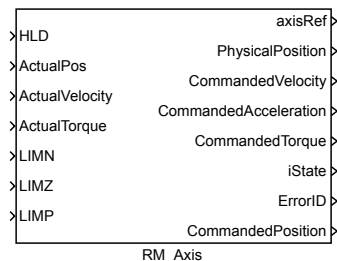 axisRef
HLD
PhysicalPosition
ActualPos
CommandedVelocity
ActualVelocity
CommandedAcceleration
ActualTorque
CommandedTorque
LIMN
iState
LIMZ
ErrorID
LIMP
CommandedPosition
RM_Axis